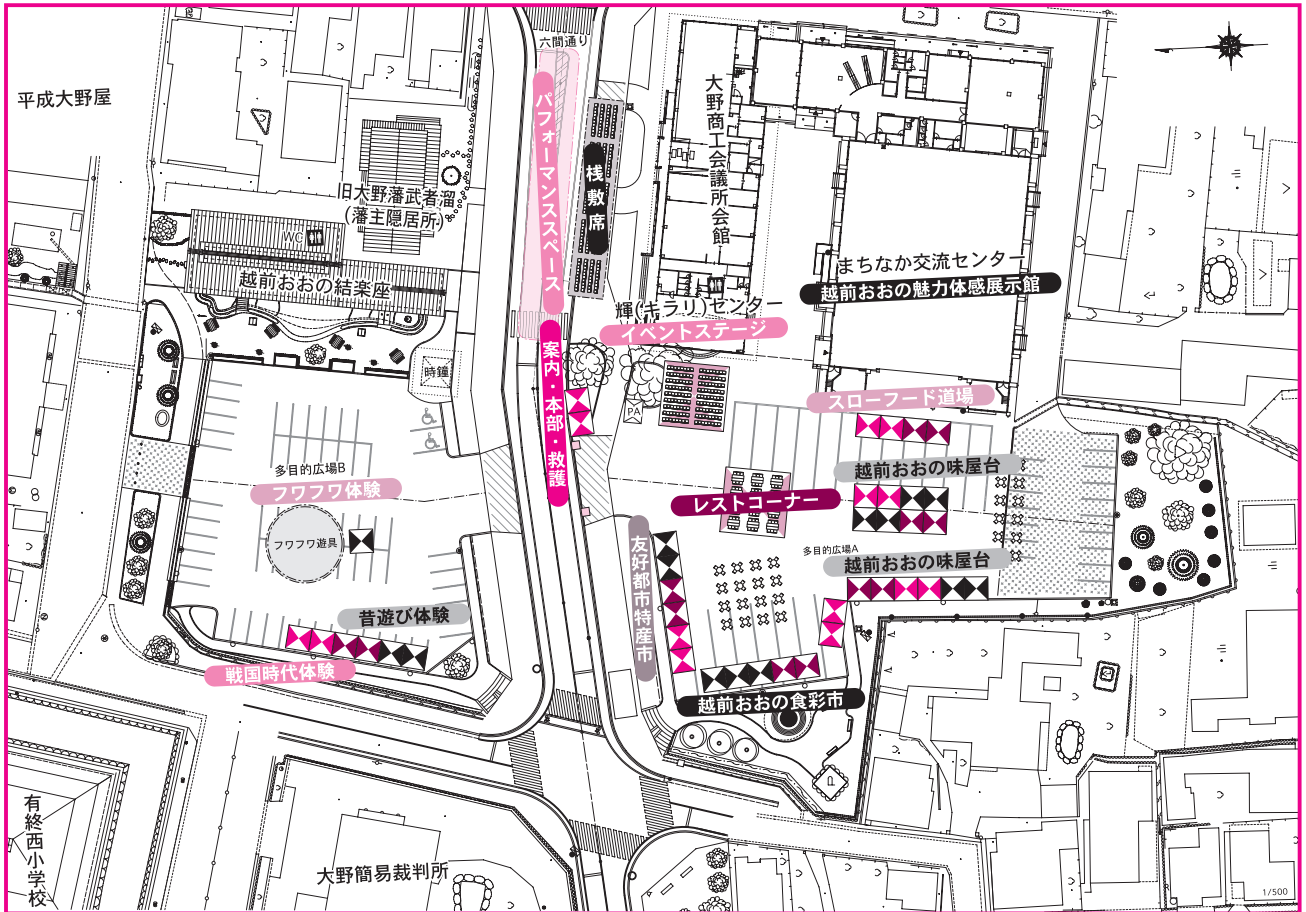 六間通り
平成大野屋
パフォーマンススペース
桟敷席
大野商工会議所会館
旧大野藩武者溜
(藩主隠居所)
WC
越前おおの結楽座
まちなか交流センター
越前おおの魅力体感展示館
輝(キラリ)センター
イベントステージ
案内・本部・救護
時鐘
PA
スローフード道場
多目的広場B
フワフワ体験
フワフワ遊具
越前おおの味屋台
レストコーナー
多目的広場A
越前おおの味屋台
友好都市特産市
昔遊び体験
戦国時代体験
越前おおの食彩市
有終西小学校
大野簡易裁判所
1/500